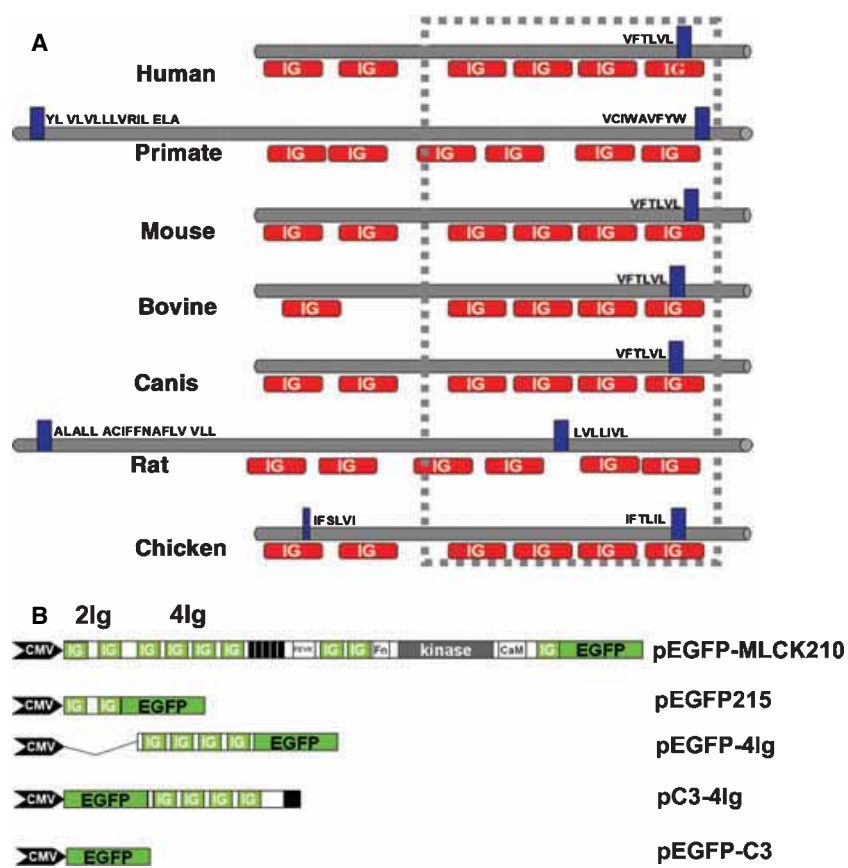 A
VFTLVL
Human
IG IG IG IG IG IG
YL VLVLLLVRIL ELA
VCIWAVFYW
Primate
IG IG IG IG IG IG
VFTLVL
Mouse
IG IG IG IG IG IG
VFTLVL
Bovine
IG IG IG IG IG
VFTLVL
Canis
IG IG IG IG IG IG
ALALL ACIFFNAFLV VLL
LVLLIVL
Rat
IG IG IG IG IG IG
IFSLVI
IFTLIL
Chicken
IG IG IG IG IG IG
B
2Ig 4Ig
CMV IG IG IG IG IG IG PEVK IG IG Fn kinase CaM IG EGFP pEGFP-MLCK210
CMV IG IG EGFP pEGFP215
CMV IG IG IG IG EGFP pEGFP-4Ig
CMV EGFP IG IG IG IG pC3-4Ig
CMV EGFP pEGFP-C3